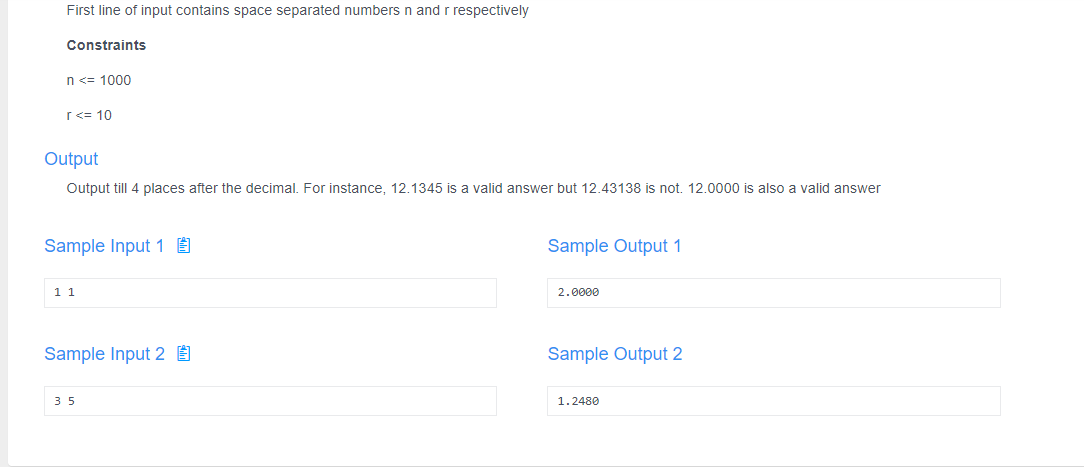 First line of input contains space separated numbers n and r respectively
Constraints
n <= 1000
r <= 10
Output
Output till 4 places after the decimal. For instance, 12.1345 is a valid answer but 12.43138 is not. 12.0000 is also a valid answer
Sample Input 1
Sample Output 1
1 1
2.0000
Sample Input 2
Sample Output 2
3 5
1.2480